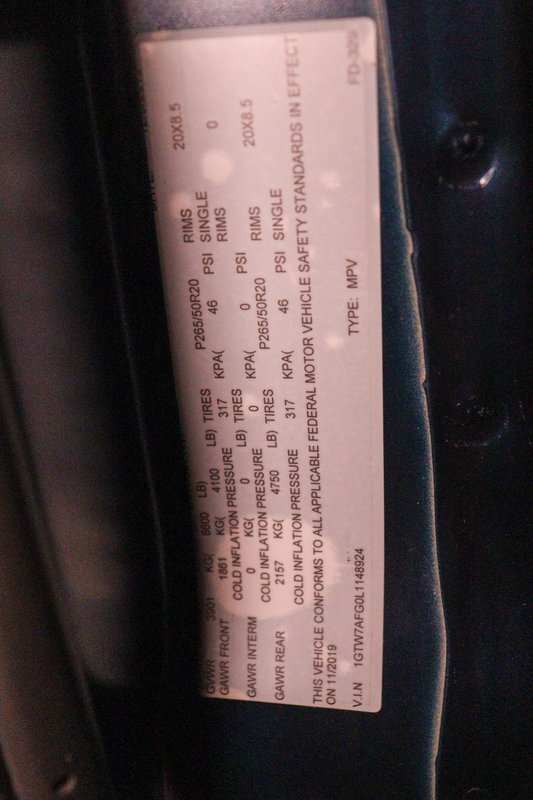 GVWR 3901 KG( 8600 LB) P265/50R20 RIMS 20X8.5
GAWR FRONT 1861 KG( 4100 LB) TIRES
COLD INFLATION PRESSURE 317 KPA( 46 PSI SINGLE 0
GAWR INTERM 0 KG( 0 LB) TIRES RIMS
COLD INFLATION PRESSURE 0 KPA( 0 PSI
GAWR REAR 2157 KG( 4750 LB) TIRES P265/50R20 RIMS 20X8.5
COLD INFLATION PRESSURE 317 KPA( 46 PSI SINGLE
THIS VEHICLE CONFORMS TO ALL APPLICABLE FEDERAL MOTOR VEHICLE SAFETY STANDARDS IN EFFECT
ON 11/2019
V.I.N 1GTW7AFG0L1148924 TYPE: MPV